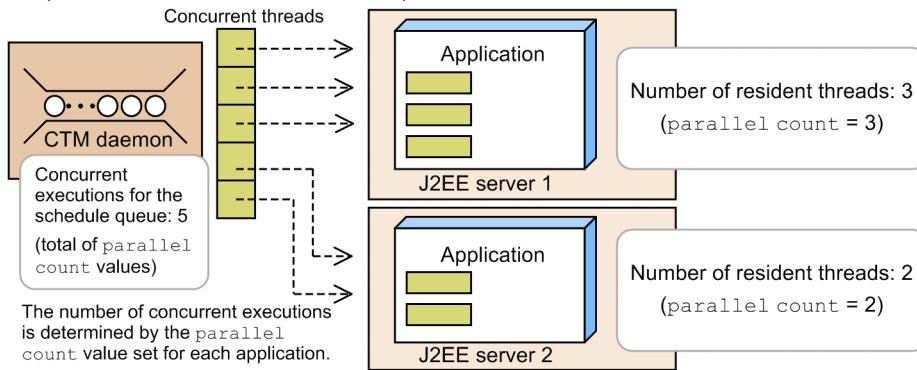 Concurrent threads
CTM daemon
Concurrent
executions for the
schedule queue: 5
(total of parallel
count values)
The number of concurrent executions
is determined by the parallel
count value set for each application.
Application
J2EE server 1
Number of resident threads: 3
(parallel count = 3)
Application
J2EE server 2
Number of resident threads: 2
(parallel count = 2)